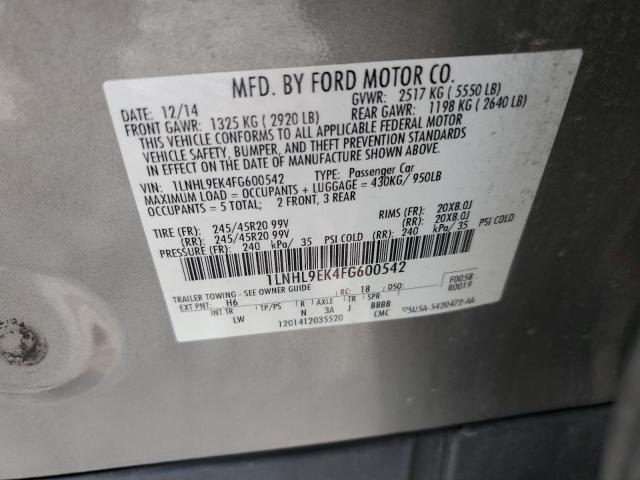 MFD. BY FORD MOTOR CO.
DATE: 12/14 GVWR: 2517 KG ( 5550 LB)
FRONT GAWR: 1325 KG ( 2920 LB) REAR GAWR: 1198 KG ( 2640 LB)
THIS VEHICLE CONFORMS TO ALL APPLICABLE FEDERAL MOTOR
VEHICLE SAFETY, BUMPER, AND THEFT PREVENTION STANDARDS
IN EFFECT ON THE DATE OF MANUFACTURE SHOWN ABOVE.
VIN: 1LNHL9EK4FG600542 TYPE: Passenger Car
MAXIMUM LOAD = OCCUPANTS + LUGGAGE = 430KG/ 950LB
OCCUPANTS = 5 TOTAL; 2 FRONT, 3 REAR
TIRE (FR): 245/45R20 99V RIMS (FR): 20X8.0J
(RR): 245/45R20 99V (RR): 20X8.0J
PRESSURE (FR): 240 kPa/ 35 PSI COLD (RR): 240 kPa/ 35 PSI COLD
1LNHL9EK4FG600542
TRAILER TOWING - SEE OWNER GUIDE
EXT PNT: H6 RC: 18 DSO: F0058
R0019
INT TR TP/PS R AXLE TR SPR
LW N 3A J BBBB
1201412035520 CMC
5U5A-5420472-AA